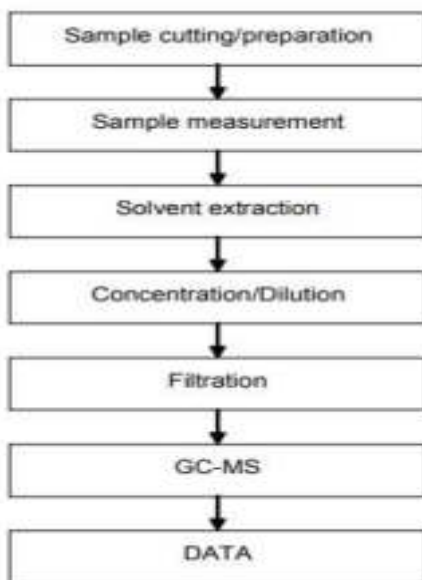 Sample cutting/preparation
Sample measurement
Solvent extraction
Concentration/Dilution
Filtration
GC-MS
DATA